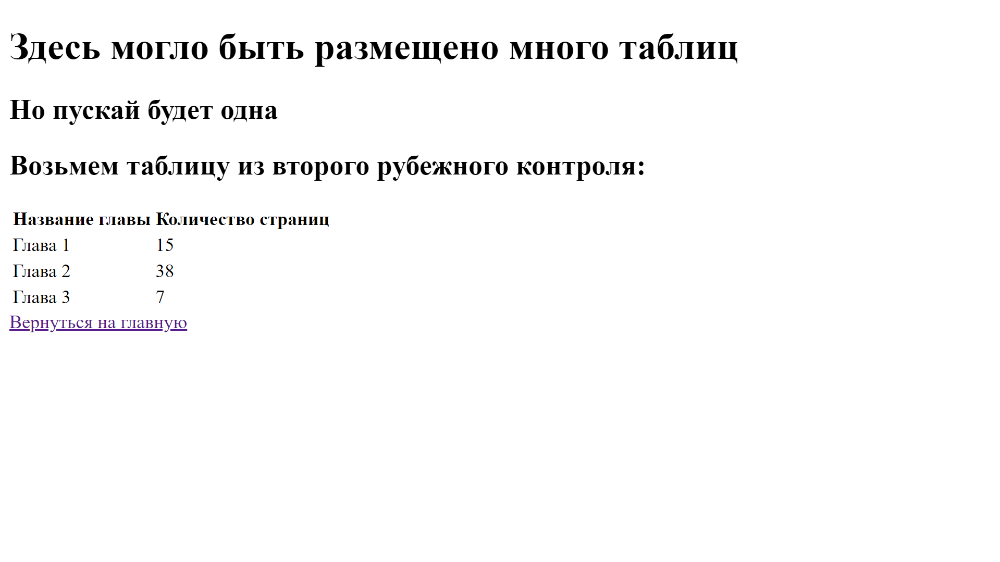 Здесь могло быть размещено много таблиц
Но пускай будет одна
Возьмем таблицу из второго рубежного контроля:
Название главы Количество страниц
Глава 1 15
Глава 2 38
Глава 3 7
Вернуться на главную